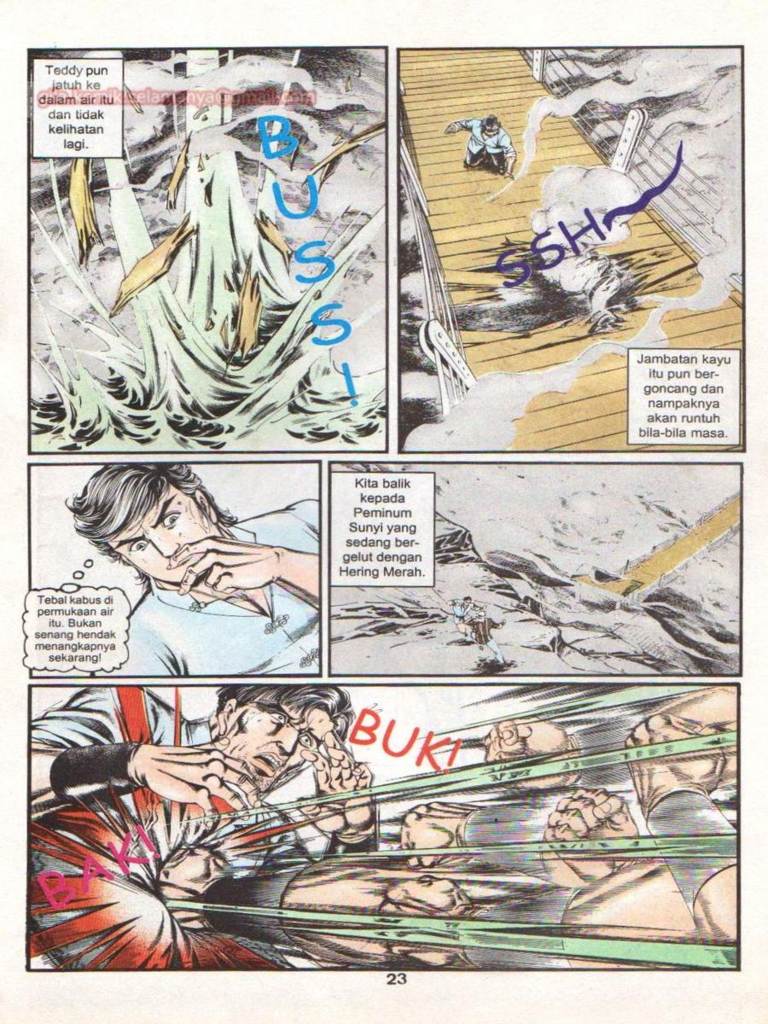 Teddy pun
jatuh ke
dalam air itu
dan tidak
kelihatan
lagi.
BUSS!
SSH~
Jambatan kayu
itu pun ber-
goncang dan
nampaknya
akan runtuh
bila-bila masa.
Tebal kabus di
permukaan air
itu. Bukan
senang hendak
menangkapnya
sekarang!
Kita balik
kepada
Peminum
Sunyi yang
sedang ber-
gelut dengan
Hering Merah.
BUK!
BAK!
23